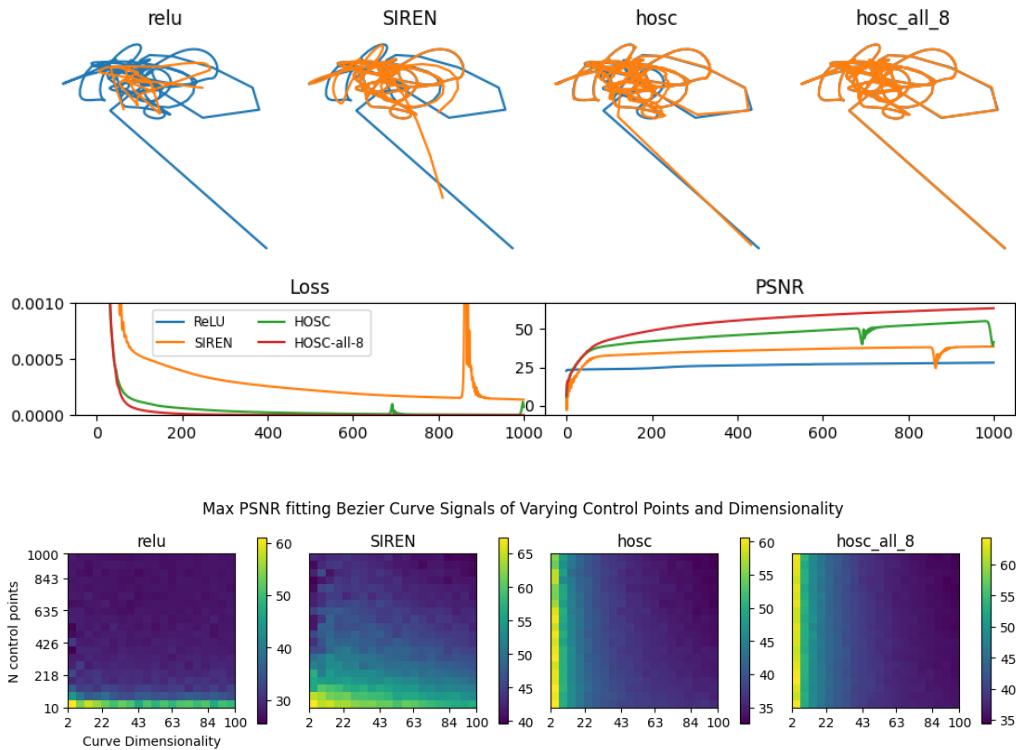 relu SIREN hosc hosc_all_8
Loss PSNR
0.0010
0.0005
0.0000
ReLU HOSC
SIREN HOSC-all-8
50
25
0
0 200 400 600 800 1000 0 200 400 600 800 1000
Max PSNR fitting Bezier Curve Signals of Varying Control Points and Dimensionality
relu SIREN hosc hosc_all_8
N control points
1000
843
635
426
218
10
2 22 43 63 84 100
Curve Dimensionality
60
50
40
30
2 22 43 63 84 100
65
60
55
50
45
40
2 22 43 63 84 100
60
55
50
45
40
35
2 22 43 63 84 100
60
55
50
45
40
35